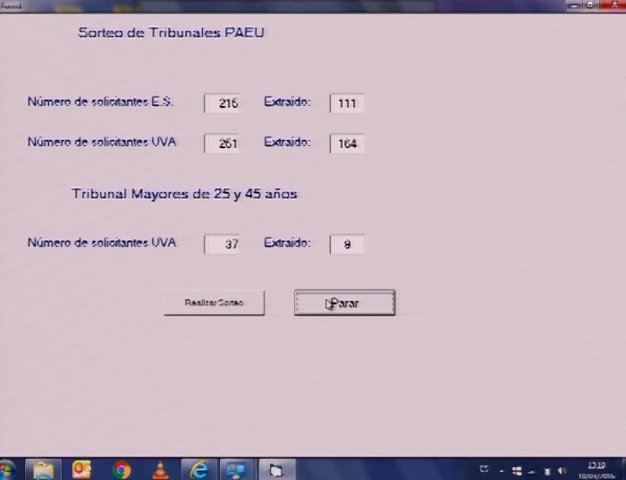 Form1
Sorteo de Tribunales PAEU
Número de solicitantes E.S. 216 Extraído: 111
Número de solicitantes UVA 261 Extraído: 164
Tribunal Mayores de 25 y 45 años
Número de solicitantes UVA 37 Extraído: 9
Realizar Sorteo Parar